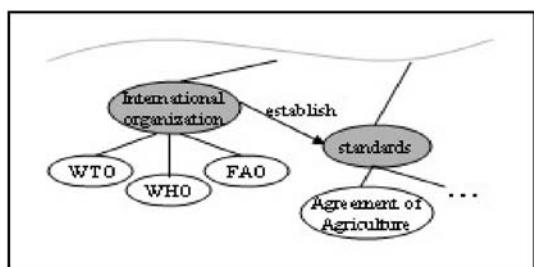 International
organization
establish
standards
WTO
WHO
FAO
Agreement of
Agriculture
...